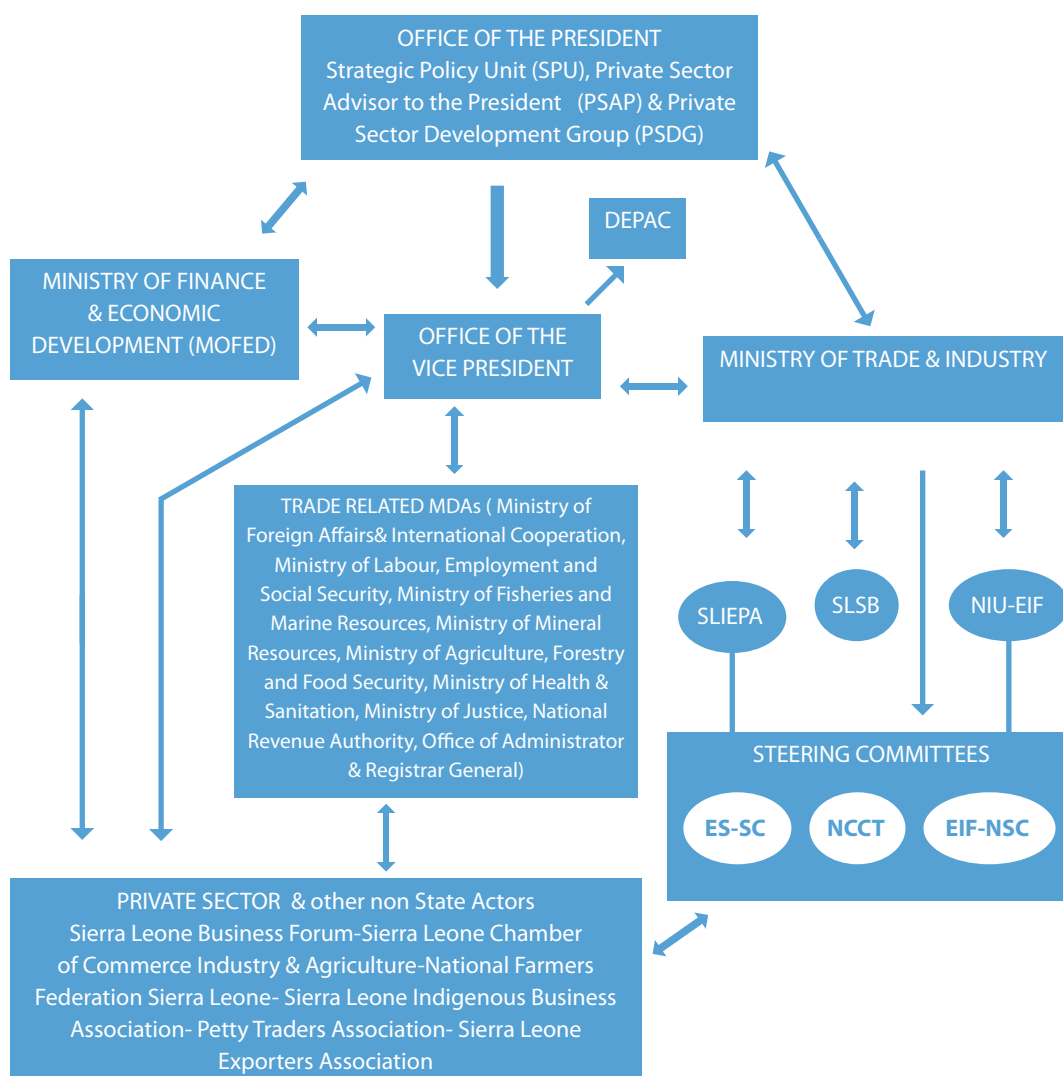 OFFICE OF THE PRESIDENT
Strategic Policy Unit (SPU), Private Sector
Advisor to the President (PSAP) & Private
Sector Development Group (PSDG)
DEPAC
MINISTRY OF FINANCE
& ECONOMIC
DEVELOPMENT (MOFED)
OFFICE OF THE
VICE PRESIDENT
MINISTRY OF TRADE & INDUSTRY
TRADE RELATED MDAs ( Ministry of
Foreign Affairs& International Cooperation,
Ministry of Labour, Employment and
Social Security, Ministry of Fisheries and
Marine Resources, Ministry of Mineral
Resources, Ministry of Agriculture, Forestry
and Food Security, Ministry of Health &
Sanitation, Ministry of Justice, National
Revenue Authority, Office of Administrator
& Registrar General)
SLIEPA
SLSB
NIU-EIF
STEERING COMMITTEES
ES-SC
NCCT
EIF-NSC
PRIVATE SECTOR & other non State Actors
Sierra Leone Business Forum-Sierra Leone Chamber
of Commerce Industry & Agriculture-National Farmers
Federation Sierra Leone- Sierra Leone Indigenous Business
Association- Petty Traders Association- Sierra Leone
Exporters Association